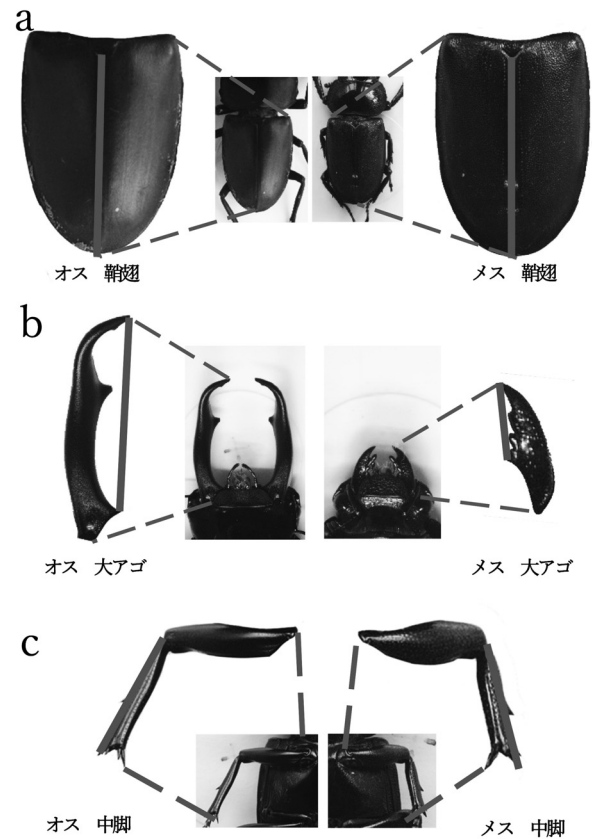 a
オス 鞘翅
メス 鞘翅
b
オス 大アゴ
メス 大アゴ
c
オス 中脚
メス 中脚